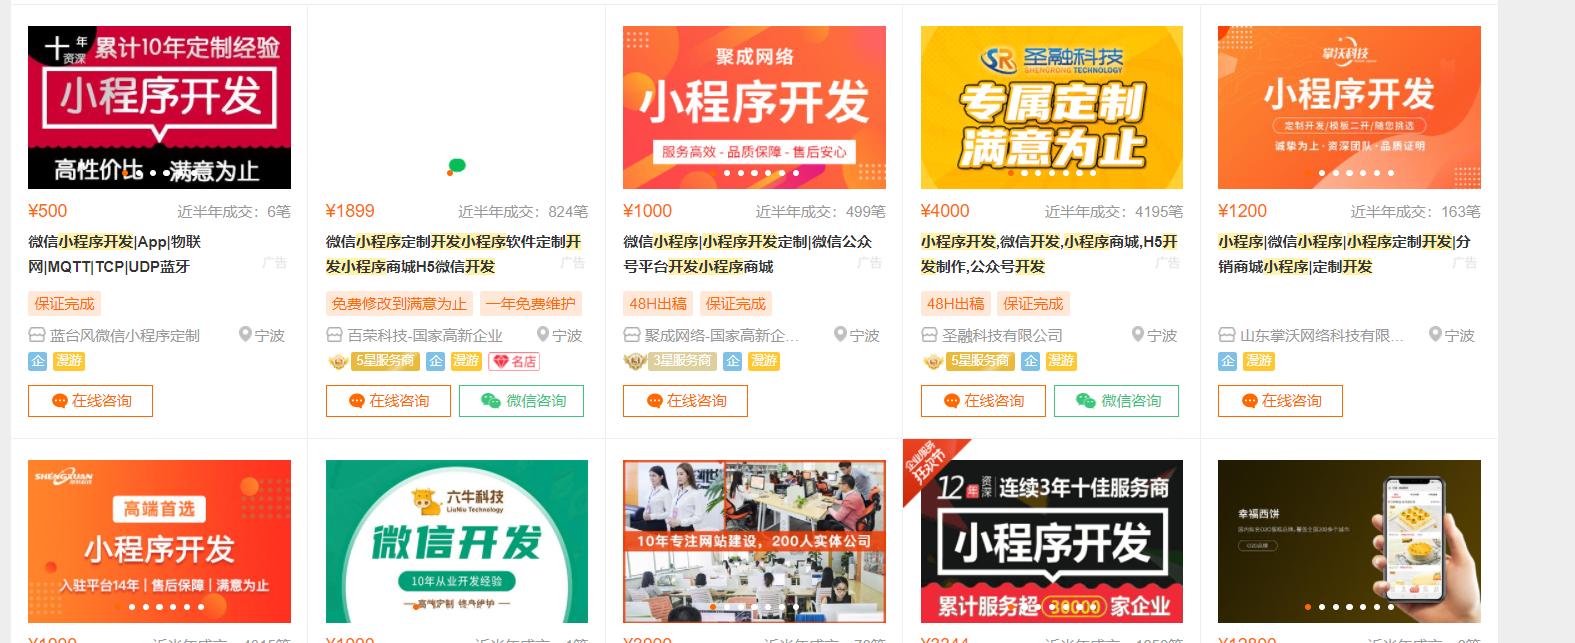 十年
资深
累计10年定制经验
小程序开发
高性价比
满意为止
¥500
近半年成交：6笔
微信小程序开发|App|物联
网|MQTT|TCP|UDP蓝牙
广告
保证完成
蓝台风微信小程序定制
宁波
企
漫游
在线咨询
¥1899
近半年成交：824笔
微信小程序定制开发小程序软件定制开
发小程序商城H5微信开发
广告
免费修改到满意为止
一年免费维护
百荣科技-国家高新企业
宁波
5星服务商
企
漫游
名店
在线咨询
微信咨询
聚成网络
小程序开发
服务高效 - 品质保障 - 售后安心
¥1000
近半年成交：499笔
微信小程序|小程序开发定制|微信公众
号平台开发小程序商城
广告
48H出稿
保证完成
聚成网络-国家高新企...
宁波
3星服务商
企
漫游
在线咨询
SR
圣融科技
SHENGRONG TECHNOLOGY
专属定制
满意为止
¥4000
近半年成交：4195笔
小程序开发,微信开发,小程序商城,H5开
发制作,公众号开发
广告
48H出稿
保证完成
圣融科技有限公司
宁波
5星服务商
企
漫游
在线咨询
微信咨询
掌沃科技
小程序开发
定制开发/模板二开/随您挑选
诚挚为上·资深团队·品质证明
¥1200
近半年成交：163笔
小程序|微信小程序|小程序定制开发|分
销商城小程序|定制开发
广告
山东掌沃网络科技有限...
宁波
企
漫游
在线咨询
SHENGXUAN
高端首选
小程序开发
入驻平台14年 | 售后保障 | 满意为止
六牛科技
LiuNiu Technology
微信开发
10年从业开发经验
10年专注网站建设，200人实体公司
企业服务
狂欢节
12年
资深
连续3年十佳服务商
小程序开发
累计服务超30000家企业
幸福西饼